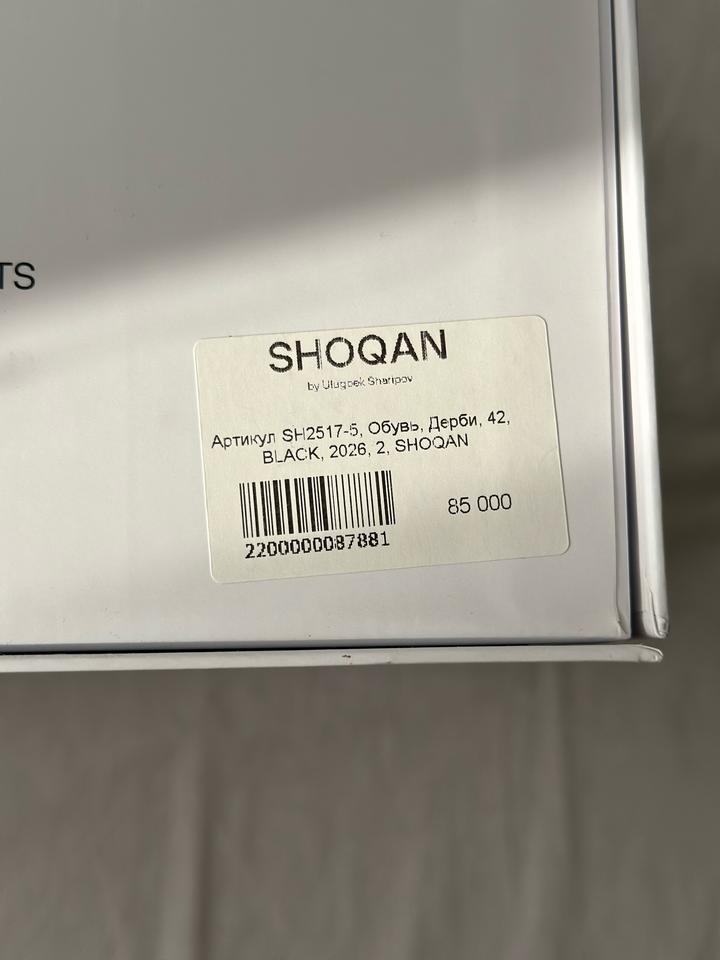 TS
SHOQAN
by Ulugbek Sharipov
Артикул SH2517-5, Обувь, Дерби, 42,
BLACK, 2026, 2, SHOQAN
85 000
2200000087881